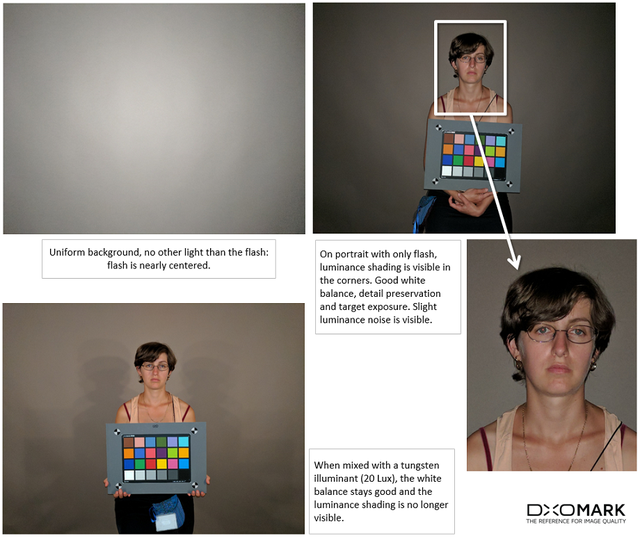 Uniform background, no other light than the flash:
flash is nearly centered.
On portrait with only flash,
luminance shading is visible in
the corners. Good white
balance, detail preservation
and target exposure. Slight
luminance noise is visible.
When mixed with a tungsten
illuminant (20 Lux), the white
balance stays good and the
luminance shading is no longer
visible.
DXOMARK
THE REFERENCE FOR IMAGE QUALITY